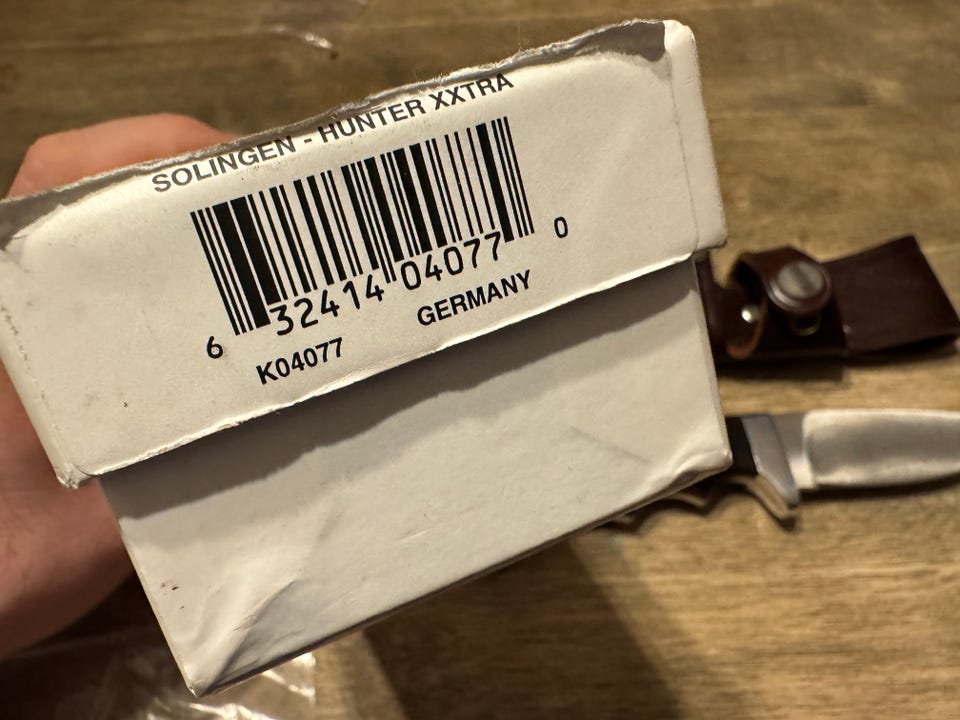 SOLINGEN - HUNTER XXTRA
6 32414 04077 0
K04077 GERMANY